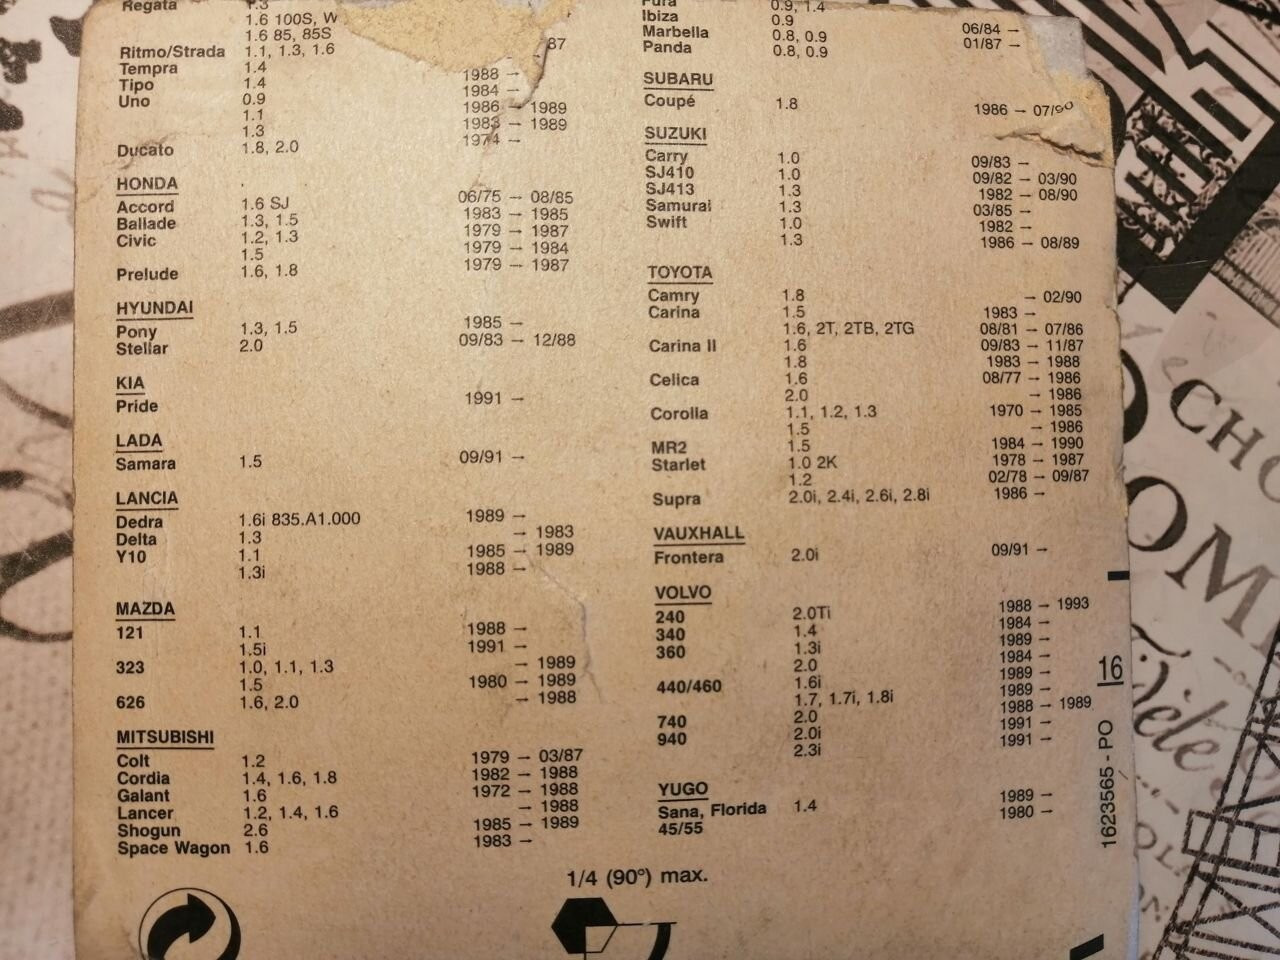 Regata 1.3
1.6 100S, W
1.6 85, 85S 87
Ritmo/Strada 1.1, 1.3, 1.6
Tempra 1.4 1988 →
Tipo 1.4 1984 →
Uno 0.9 1986 → 1989
1.1 1983 → 1989
1.3 1974 →
Ducato 1.8, 2.0
HONDA
Accord 1.6 SJ 06/75 → 08/85
Ballade 1.3, 1.5 1983 → 1985
Civic 1.2, 1.3 1979 → 1987
1.5 1979 → 1984
Prelude 1.6, 1.8 1979 → 1987
HYUNDAI
Pony 1.3, 1.5 1985 →
Stellar 2.0 09/83 → 12/88
KIA
Pride 1991 →
LADA
Samara 1.5 09/91 →
LANCIA
Dedra 1.6i 835.A1.000 1989 →
Delta 1.3 → 1983
Y10 1.1 1985 → 1989
1.3i 1988 →
MAZDA
121 1.1 1988 →
1.5i 1991 →
323 1.0, 1.1, 1.3 → 1989
1.5 1980 → 1989
626 1.6, 2.0 → 1988
MITSUBISHI
Colt 1.2 1979 → 03/87
Cordia 1.4, 1.6, 1.8 1982 → 1988
Galant 1.6 1972 → 1988
Lancer 1.2, 1.4, 1.6 → 1988
Shogun 2.6 1985 → 1989
Space Wagon 1.6 1983 →
0.9, 1.4
Ibiza 0.9
Marbella 0.8, 0.9 06/84 →
Panda 0.8, 0.9 01/87 →
SUBARU
Coupé 1.8 1986 → 07/90
SUZUKI
Carry 1.0 09/83 →
SJ410 1.0 09/82 → 03/90
SJ413 1.3 1982 → 08/90
Samurai 1.3 03/85 →
Swift 1.0 1982 →
1.3 1986 → 08/89
TOYOTA
Camry 1.8 → 02/90
Carina 1.5 1983 →
1.6, 2T, 2TB, 2TG 08/81 → 07/86
Carina II 1.6 09/83 → 11/87
1.8 1983 → 1988
Celica 1.6 08/77 → 1986
2.0 → 1986
Corolla 1.1, 1.2, 1.3 1970 → 1985
1.5 → 1986
MR2 1.5 1984 → 1990
Starlet 1.0 2K 1978 → 1987
1.2 02/78 → 09/87
Supra 2.0i, 2.4i, 2.6i, 2.8i 1986 →
VAUXHALL
Frontera 2.0i 09/91 →
VOLVO
240 2.0Ti 1988 → 1993
340 1.4 1984 →
360 1.3i 1989 →
2.0 1984 →
440/460 1.6i 1989 →
1.7, 1.7i, 1.8i 1989 →
740 2.0 1988 → 1989
940 2.0i 1991 →
2.3i 1991 →
YUGO
Sana, Florida 1.4 1989 →
45/55 1980 →
1/4 (90°) max.
16
1623565 - PO
CHO
OM